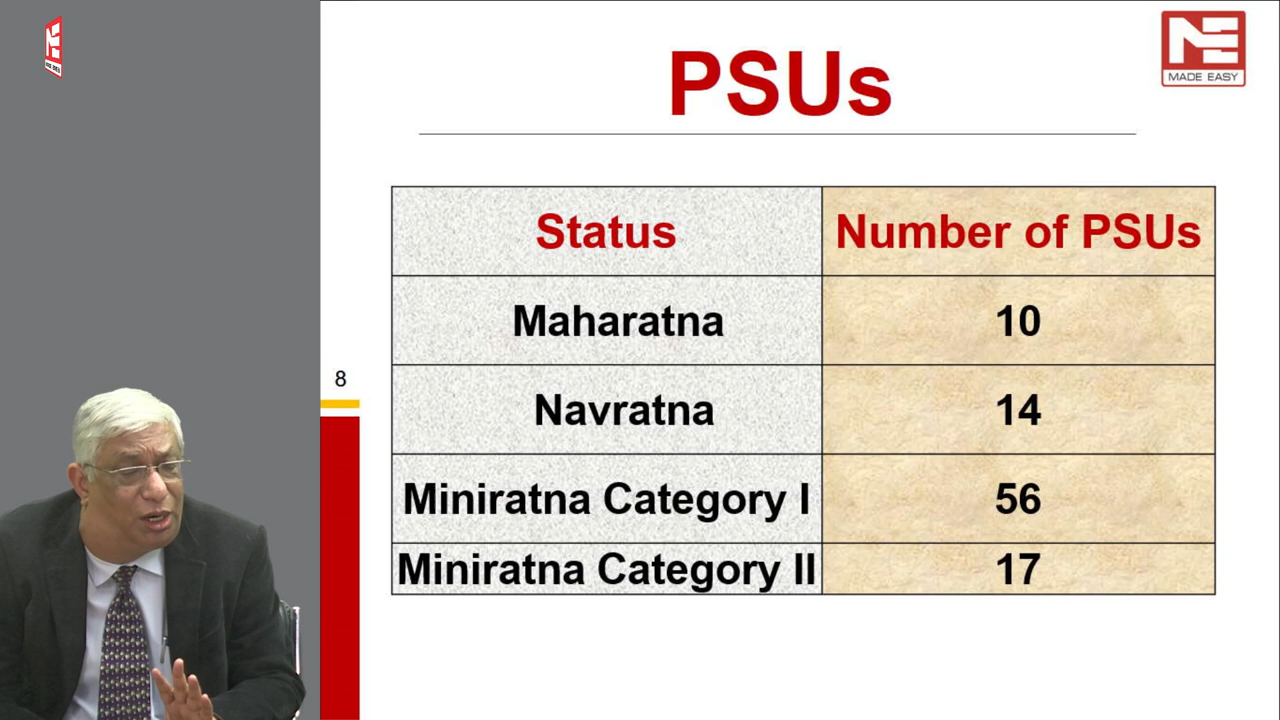 PSUs
MADE EASY
Status Number of PSUs
Maharatna 10
Navratna 14
8
Miniratna Category I 56
Miniratna Category II 17